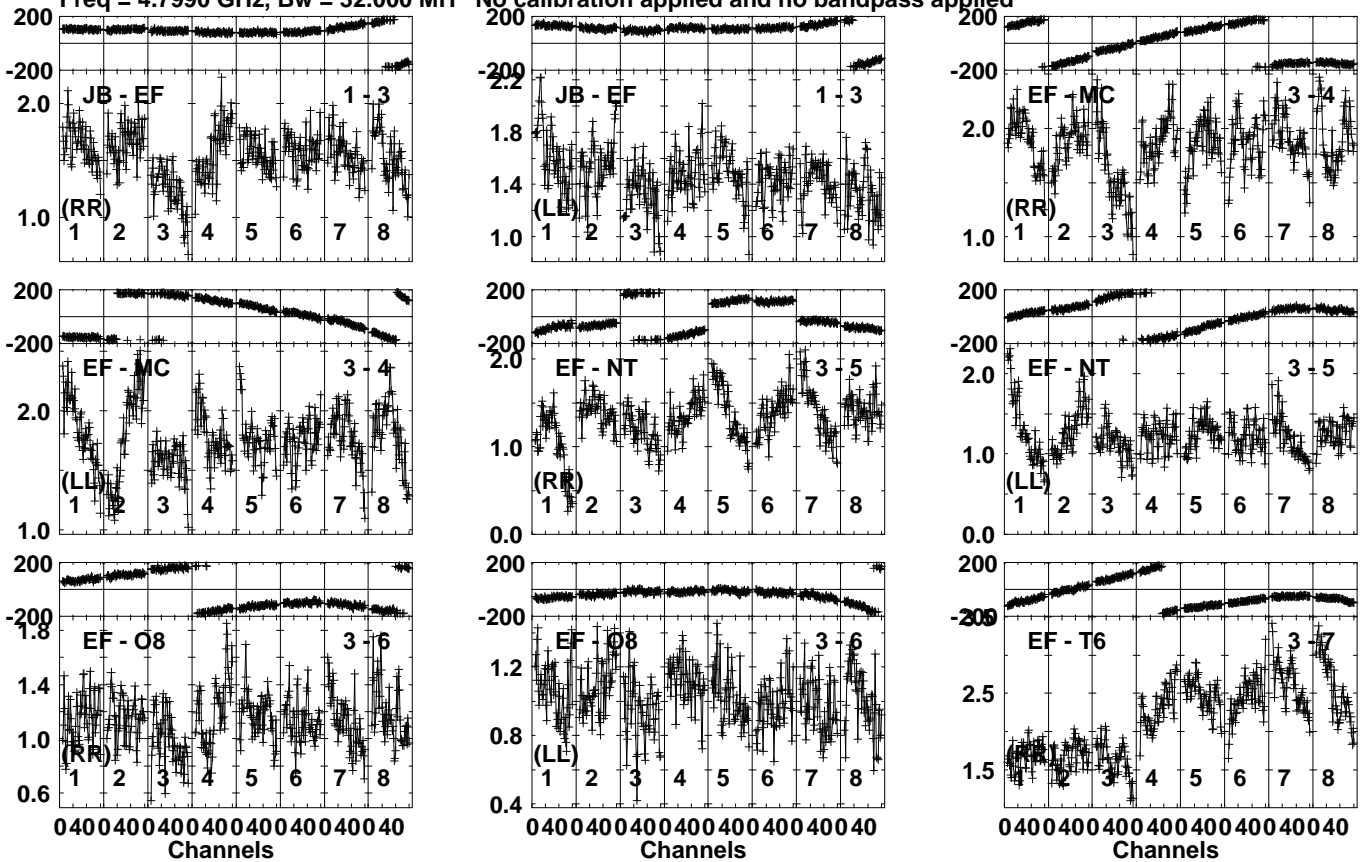 Freq = 4.7990 GHz, Bw = 32.000 MH No calibration applied and no bandpass applied
200 200 200
-200 -200 -200
JB - EF 1 - 3 2.2 JB - EF 1 - 3 EF - MC 3 - 4
2.0 1.8 2.0
1.4
1.0 (RR) (LL) 1.0 (RR) 1.0
1 2 3 4 5 6 7 8 1 2 3 4 5 6 7 8 1 2 3 4 5 6 7 8
200 200 200
-200 -200 -200
EF - MC 3 - 4 2.0 EF - NT 3 - 5 2.0 EF - NT 3 - 5
2.0 1.0 1.0
(LL) (RR) (LL)
1 2 3 4 5 6 7 8 1 2 3 4 5 6 7 8 1 2 3 4 5 6 7 8
1.0 0.0 0.0
200 200 200
-200 -200 -200
1.8 EF - O8 3 - 6 EF - O8 3 - 6 3.5 EF - T6 3 - 7
1.4 1.2 2.5
1.0 0.8 1.5
(RR) (LL) (RR)
1 2 3 4 5 6 7 8 1 2 3 4 5 6 7 8 1 2 3 4 5 6 7 8
0.6 0.4
0 40 0 40 0 40 0 40 0 40 0 40 0 40 0 40 0 40 0 40 0 40 0 40 0 40 0 40 0 40 0 40 0 40 0 40 0 40 0 40 0 40 0 40 0 40 0 40
Channels Channels Channels